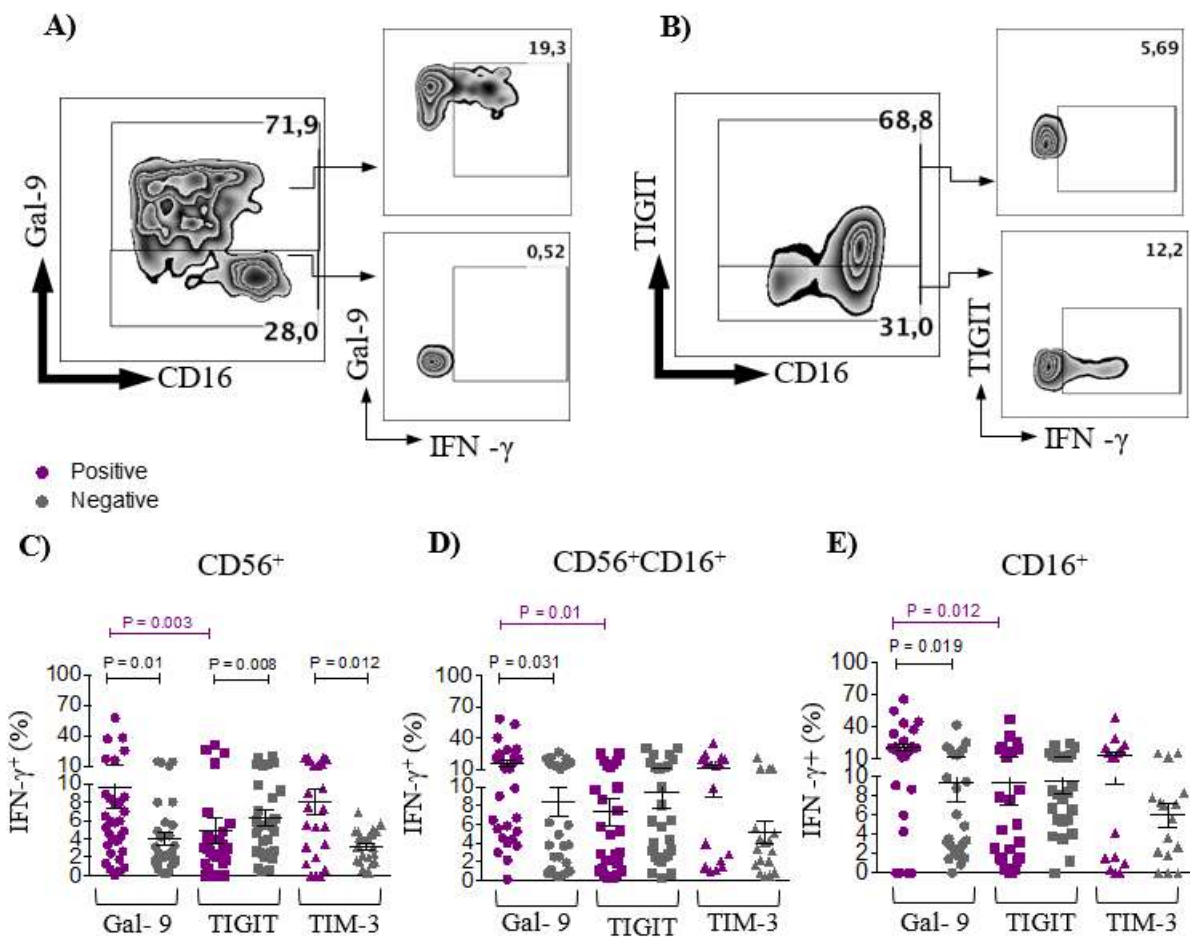 A)
B)
19,3
5,69
71,9
68,8
Gal-9
TIGIT
0,52
12,2
28,0
31,0
Gal-9
TIGIT
CD16
CD16
IFN -γ
IFN -γ
Positive
Negative
C)
D)
E)
CD56+
CD56+CD16+
CD16+
P = 0.003
P = 0.01
P = 0.008
P = 0.012
IFN-γ+ (%)
100
70
40
10
10
8
6
4
2
0
Gal- 9
TIGIT
TIM-3
P = 0.01
P = 0.031
IFN-γ+ (%)
100
70
40
10
10
8
6
4
2
0
Gal- 9
TIGIT
TIM-3
P = 0.012
P = 0.019
IFN -γ+ (%)
100
70
40
10
10
8
6
4
2
0
Gal- 9
TIGIT
TIM-3